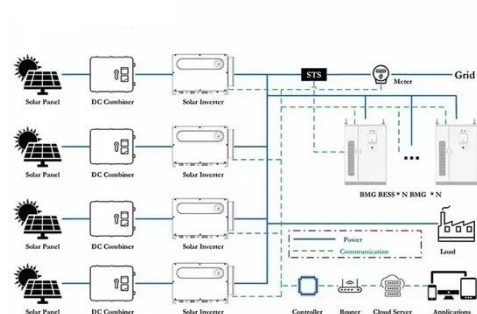 STS
Meter
Grid
Solar Panel
DC Combiner
Solar Inverter
BMG BESS * N BMG * N
Solar Panel
DC Combiner
Solar Inverter
Solar Panel
DC Combiner
Solar Inverter
Power
Communication
Load
Solar Panel
DC Combiner
Solar Inverter
Controller
Router
Cloud Server
Applications